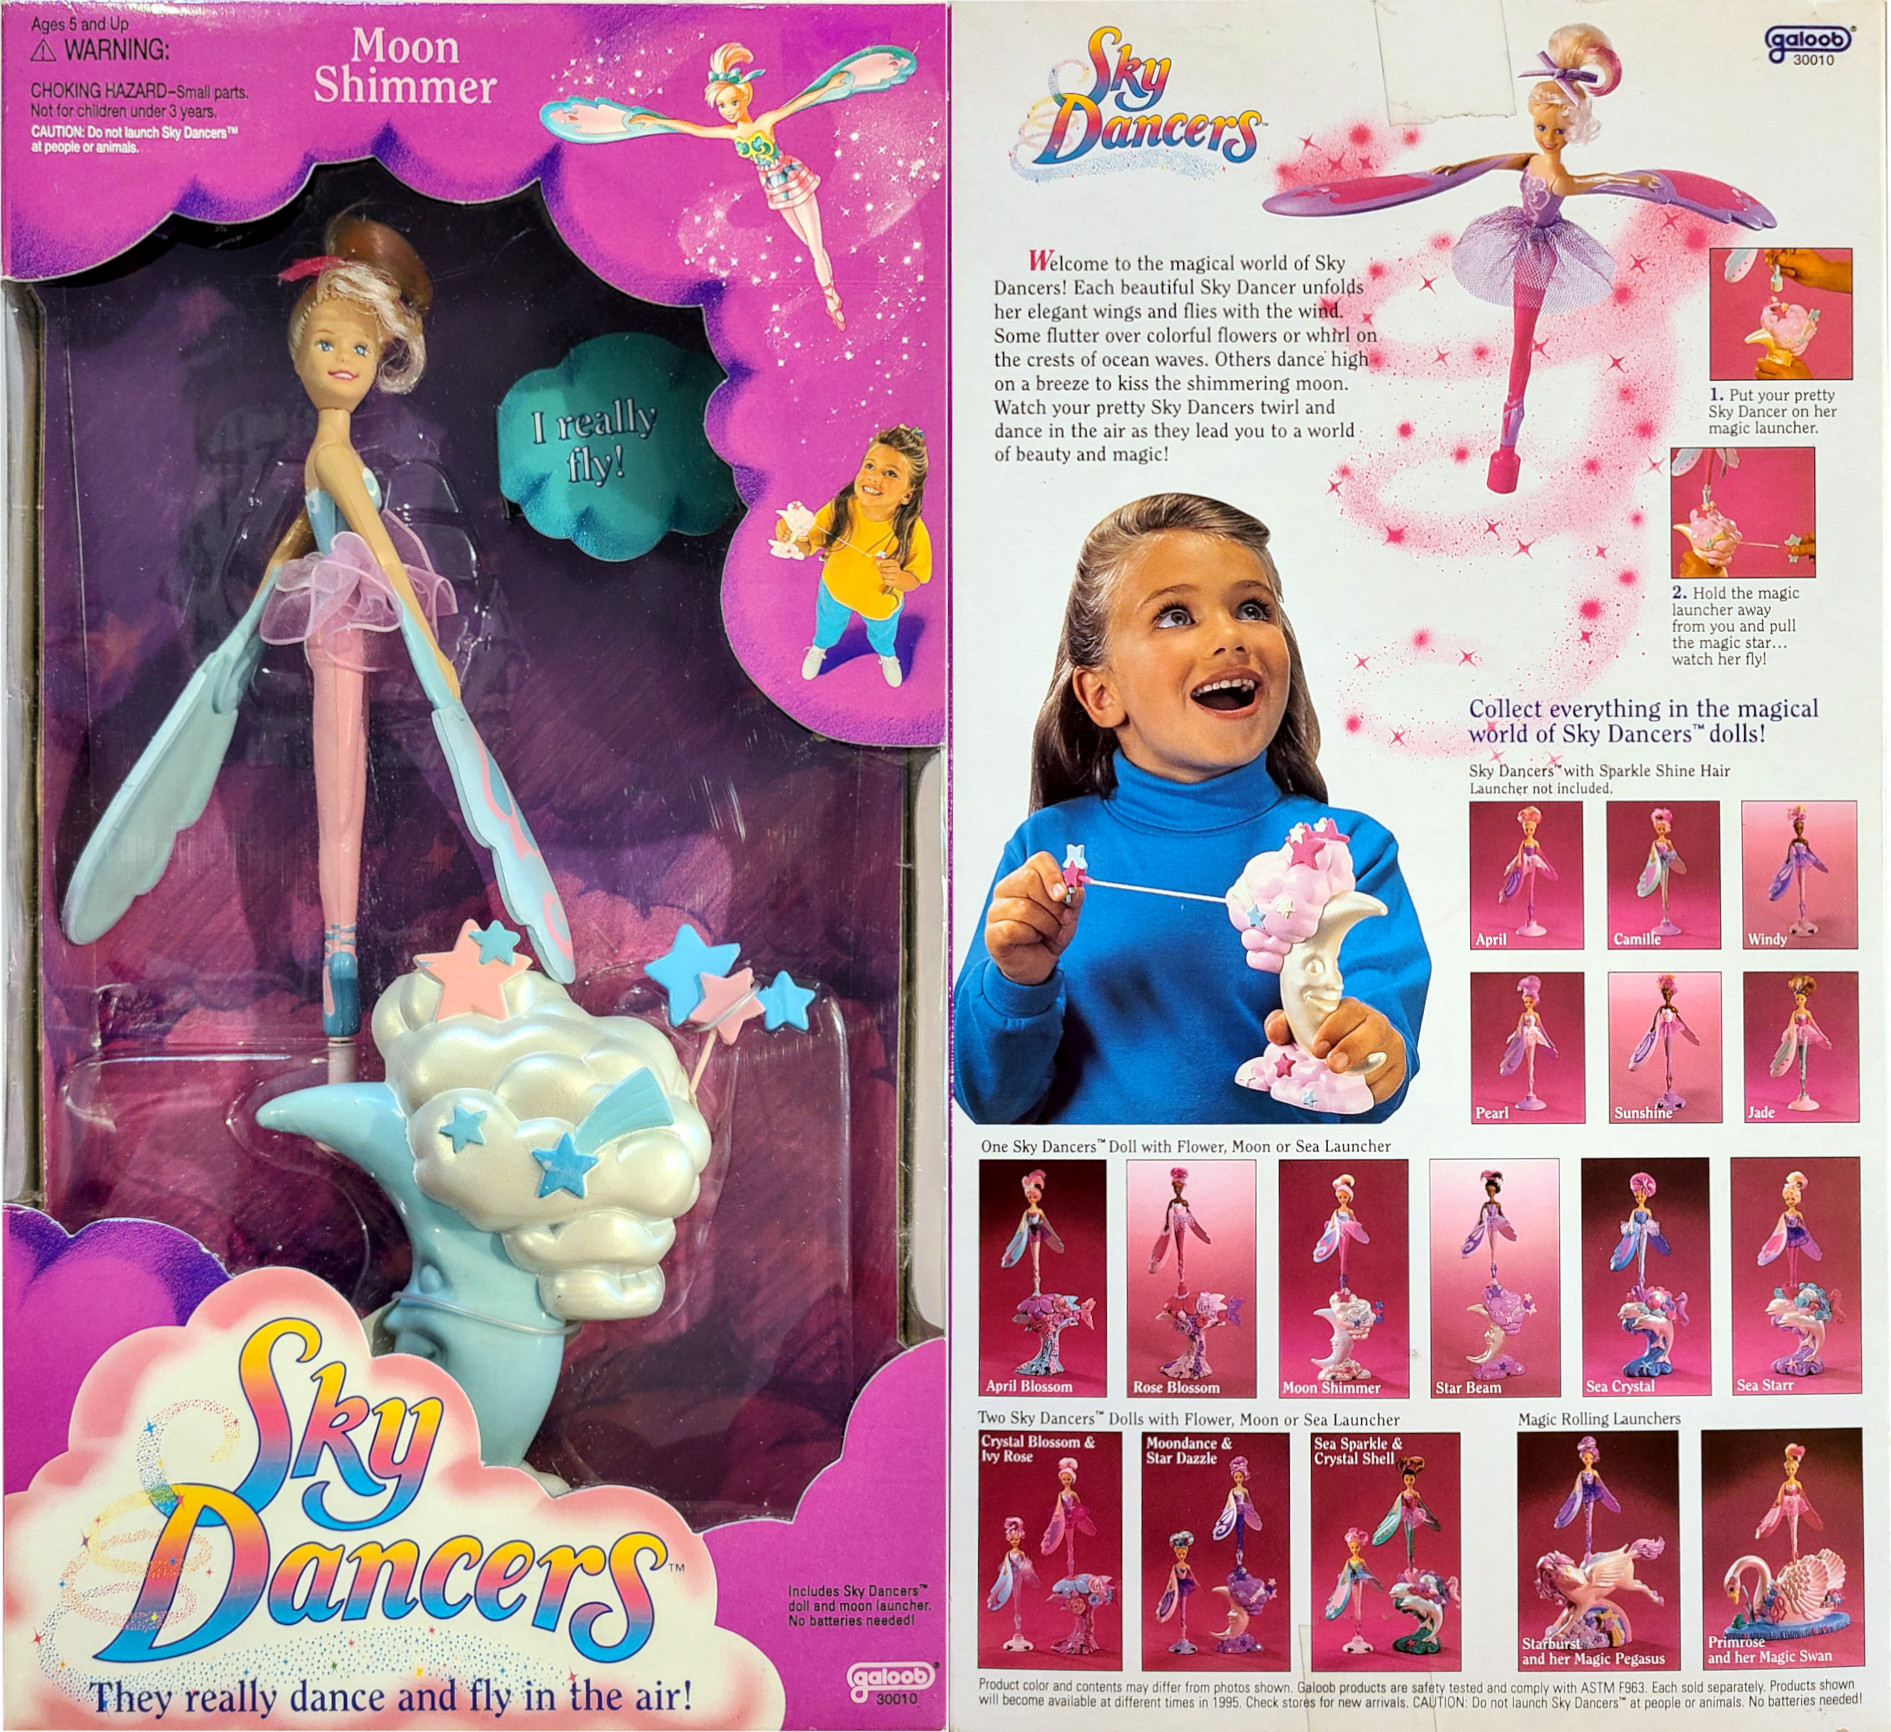 Ages 5 and Up
⚠ WARNING:
CHOKING HAZARD–Small parts.
Not for children under 3 years.
CAUTION: Do not launch Sky Dancers™
at people or animals.
Moon
Shimmer
I really
fly!
Sky
Dancers™
They really dance and fly in the air!
Includes Sky Dancers™
doll and moon launcher.
No batteries needed!
galoob®
30010
Sky
Dancers™
galoob®
30010
Welcome to the magical world of Sky
Dancers! Each beautiful Sky Dancer unfolds
her elegant wings and flies with the wind.
Some flutter over colorful flowers or whirl on
the crests of ocean waves. Others dance high
on a breeze to kiss the shimmering moon.
Watch your pretty Sky Dancers twirl and
dance in the air as they lead you to a world
of beauty and magic!
1. Put your pretty
Sky Dancer on her
magic launcher.
2. Hold the magic
launcher away
from you and pull
the magic star...
watch her fly!
Collect everything in the magical
world of Sky Dancers™ dolls!
Sky Dancers™ with Sparkle Shine Hair
Launcher not included.
April
Camille
Windy
Pearl
Sunshine
Jade
One Sky Dancers™ Doll with Flower, Moon or Sea Launcher
April Blossom
Rose Blossom
Moon Shimmer
Star Beam
Sea Crystal
Sea Starr
Two Sky Dancers™ Dolls with Flower, Moon or Sea Launcher
Crystal Blossom &
Ivy Rose
Moondance &
Star Dazzle
Sea Sparkle &
Crystal Shell
Magic Rolling Launchers
Starburst
and her Magic Pegasus
Primrose
and her Magic Swan
Product color and contents may differ from photos shown. Galoob products are safety tested and comply with ASTM F963. Each sold separately. Products shown
will become available at different times in 1995. Check stores for new arrivals. CAUTION: Do not launch Sky Dancers™ at people or animals. No batteries needed!